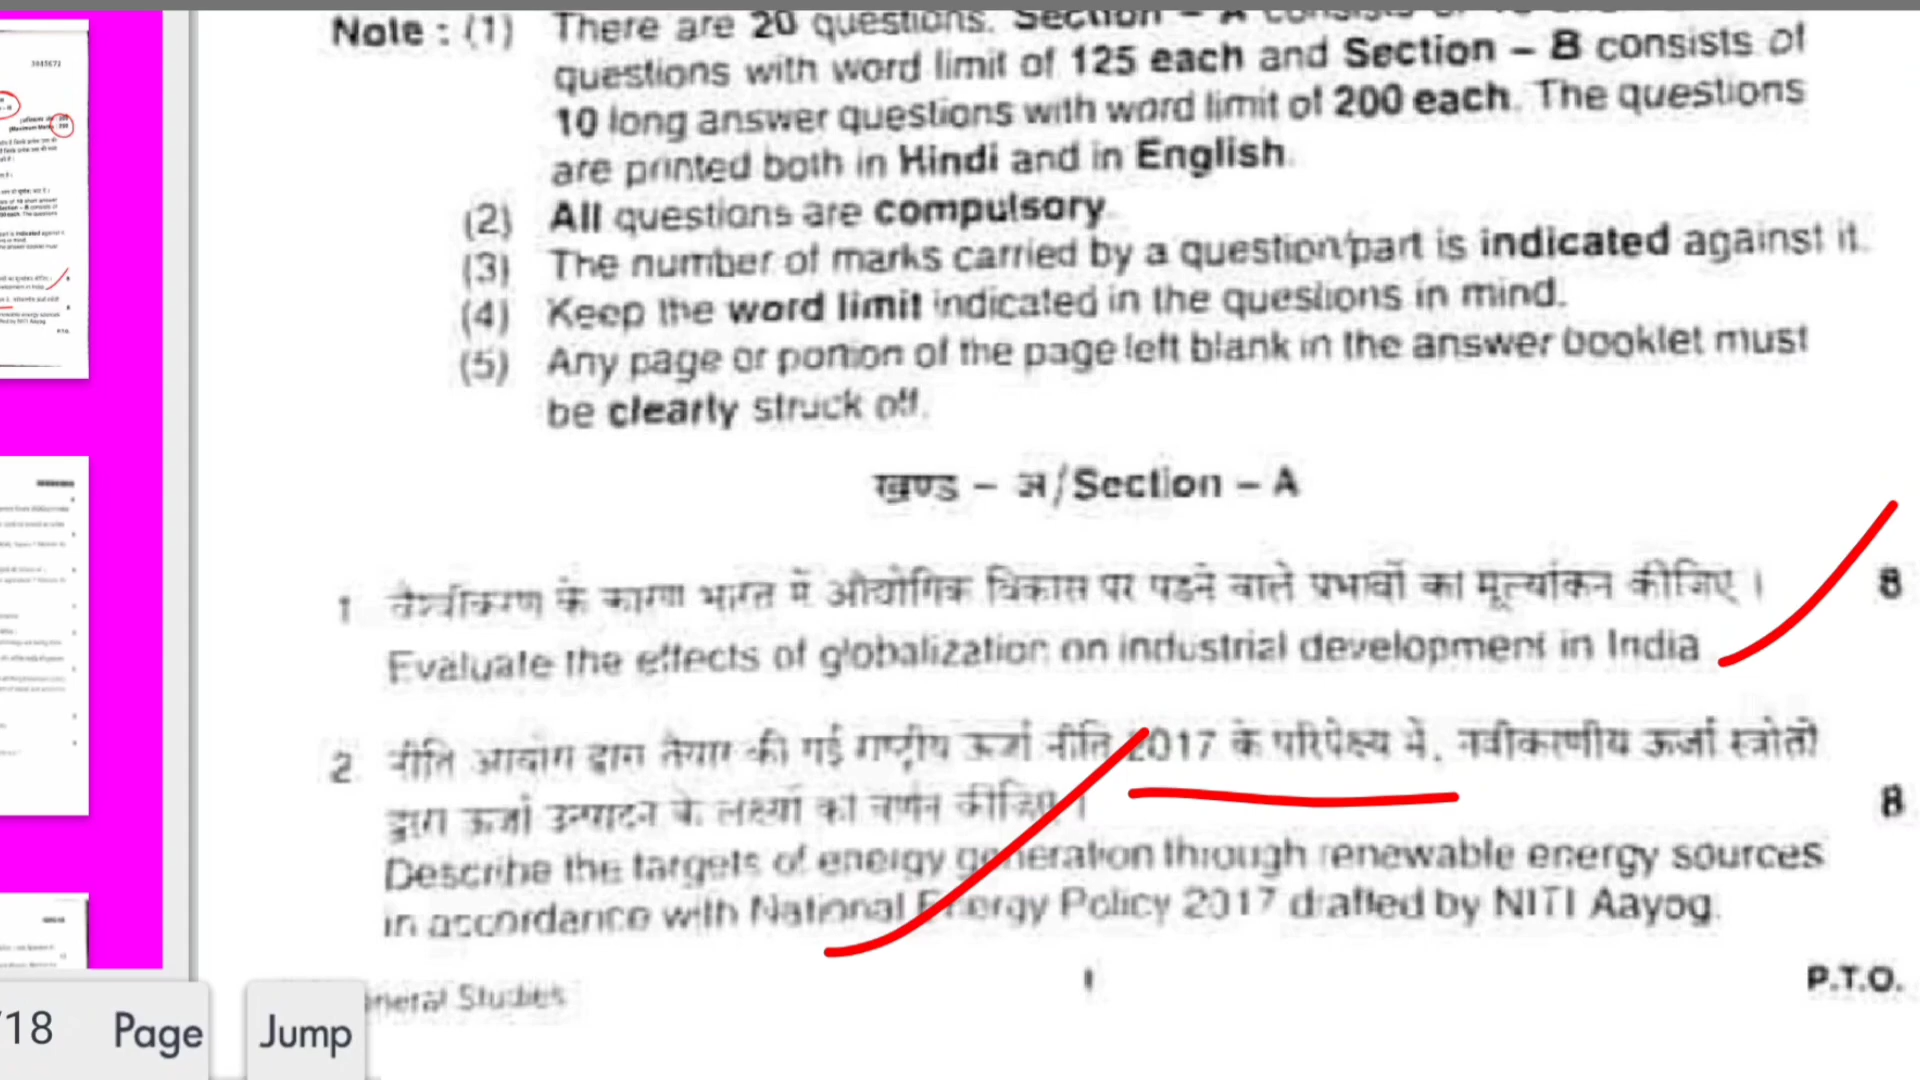 Note : (1) There are 20 questions. Section – A consists of
questions with word limit of 125 each and Section – B consists of
10 long answer questions with word limit of 200 each. The questions
are printed both in Hindi and in English.
(2) All questions are compulsory.
(3) The number of marks carried by a question/part is indicated against it.
(4) Keep the word limit indicated in the questions in mind.
(5) Any page or portion of the page left blank in the answer booklet must
be clearly struck off.
खण्ड – अ/Section – A
1 वैश्वीकरण के कारण भारत में औद्योगिक विकास पर पडने वाले प्रभावों का मूल्यांकन कीजिए । 8
Evaluate the effects of globalization on industrial development in India
2 नीति आयोग द्वारा तैयार की गई राष्ट्रीय ऊर्जा नीति 2017 के परिपेक्ष्य में, नवीकरणीय ऊर्जा स्त्रोतों
द्वारा ऊर्जा उत्पादन के लक्ष्यों का वर्णन कीजिए । 8
Describe the targets of energy generation through renewable energy sources
in accordance with National Energy Policy 2017 drafted by NITI Aayog.
General Studies 1 P.T.O.
/18 Page Jump